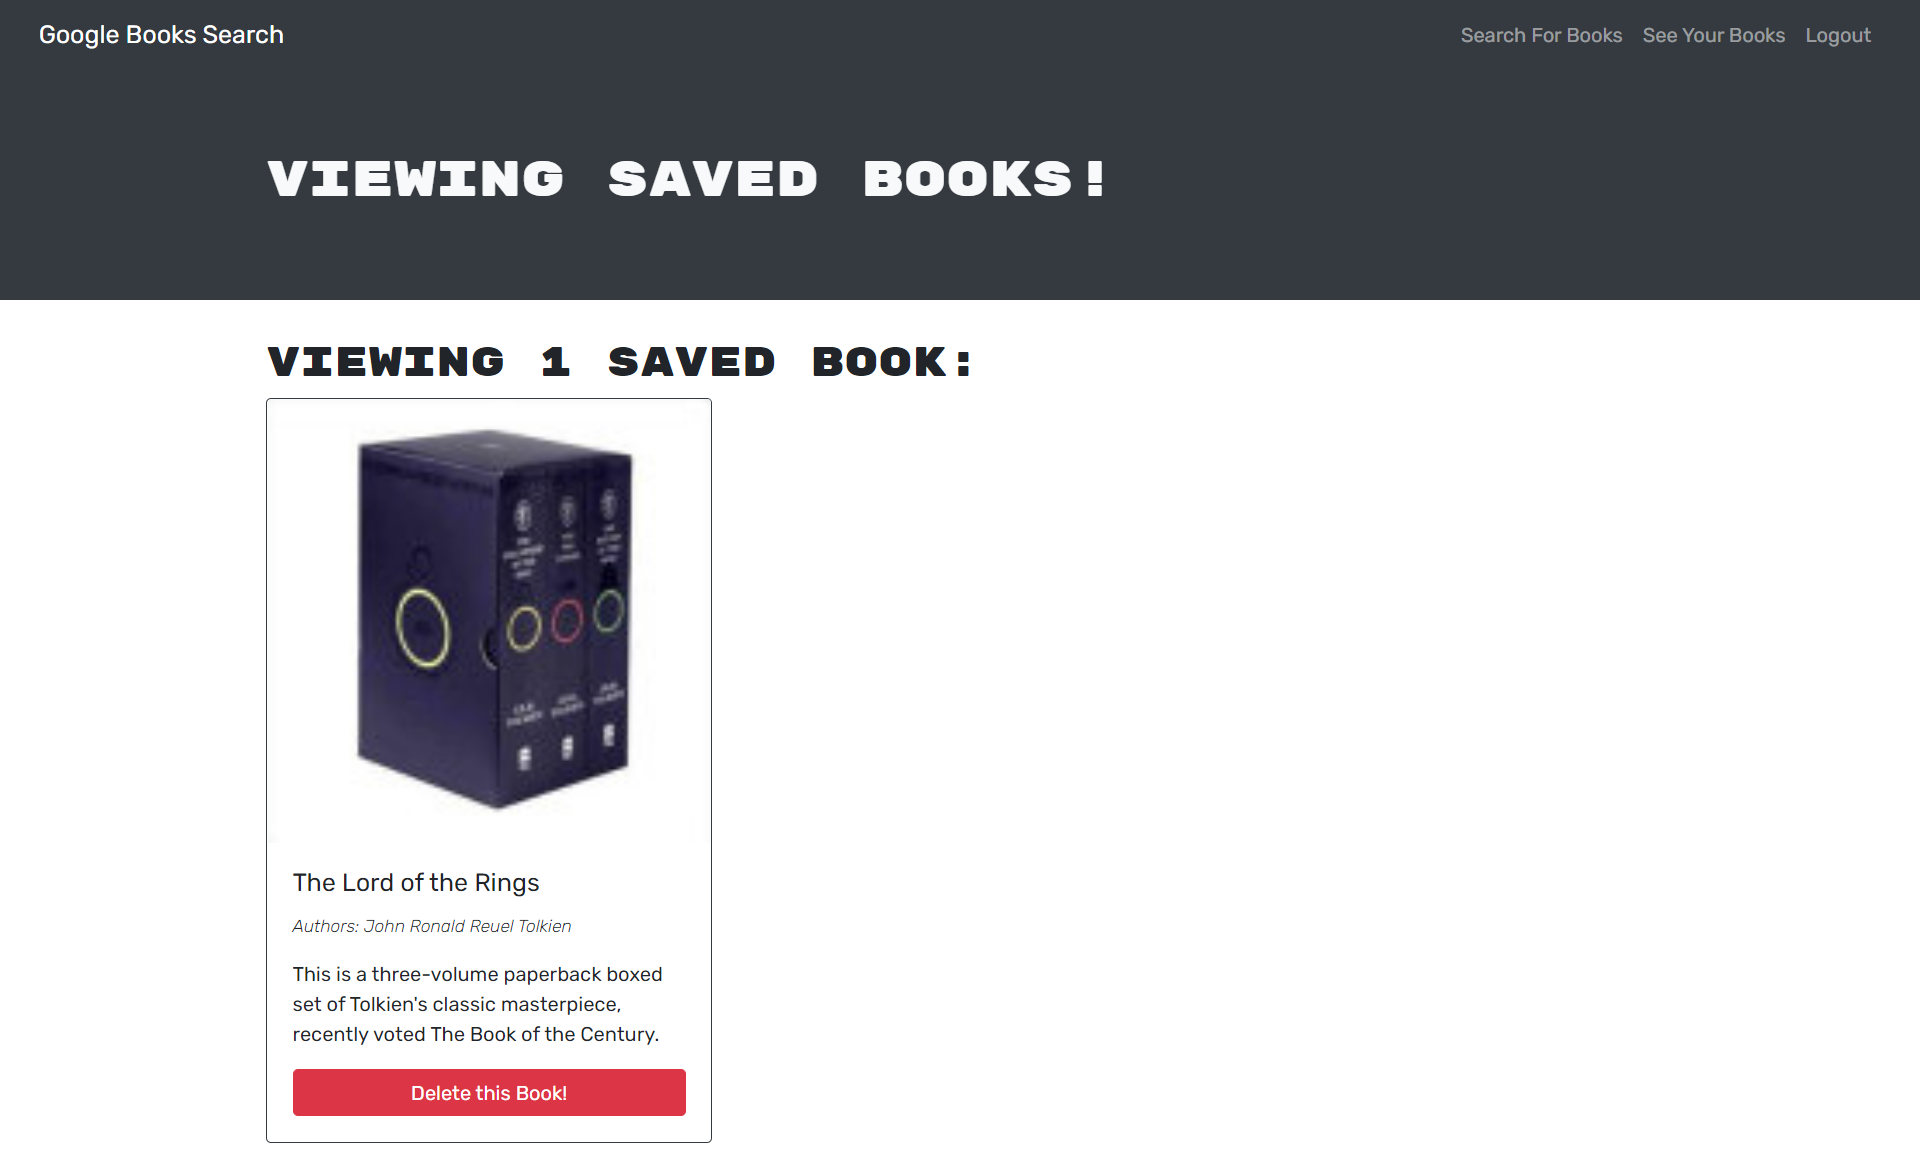 Google Books Search
Search For Books See Your Books Logout
VIEWING SAVED BOOKS!
VIEWING 1 SAVED BOOK:
The Lord of the Rings
Authors: John Ronald Reuel Tolkien
This is a three-volume paperback boxed
set of Tolkien's classic masterpiece,
recently voted The Book of the Century.
Delete this Book!